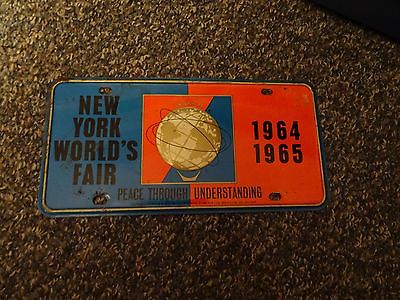 NEW
YORK
WORLD'S
FAIR
1964
1965
PEACE THROUGH UNDERSTANDING